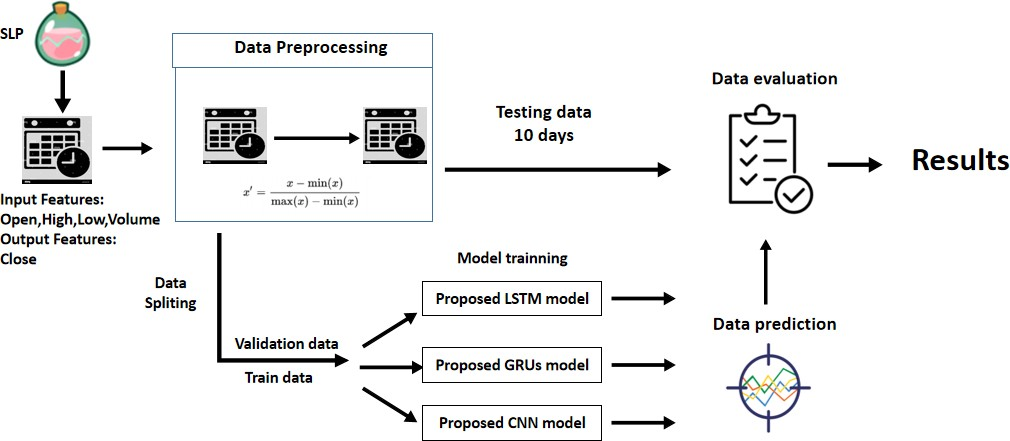 SLP
Data Preprocessing
x′ = x − min(x) / max(x) − min(x)
Input Features:
Open,High,Low,Volume
Output Features:
Close
Testing data
10 days
Data evaluation
Results
Data
Spliting
Validation data
Train data
Model trainning
Proposed LSTM model
Proposed GRUs model
Proposed CNN model
Data prediction